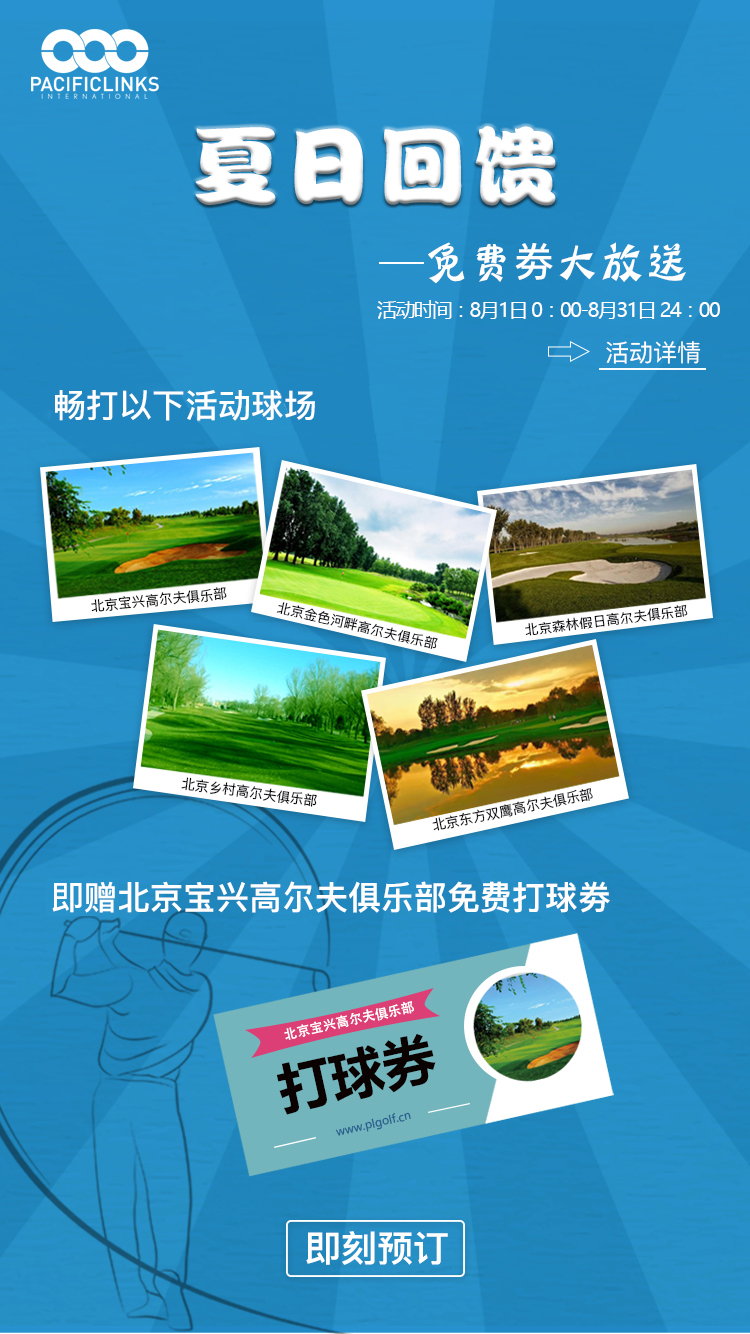 PACIFICLINKS
INTERNATIONAL
夏日回馈
—免费劵大放送
活动时间：8月1日 0：00-8月31日 24：00
活动详情
畅打以下活动球场
北京宝兴高尔夫俱乐部
北京金色河畔高尔夫俱乐部
北京森林假日高尔夫俱乐部
北京乡村高尔夫俱乐部
北京东方双鹰高尔夫俱乐部
即赠北京宝兴高尔夫俱乐部免费打球劵
北京宝兴高尔夫俱乐部
打球券
www.plgolf.cn
即刻预订